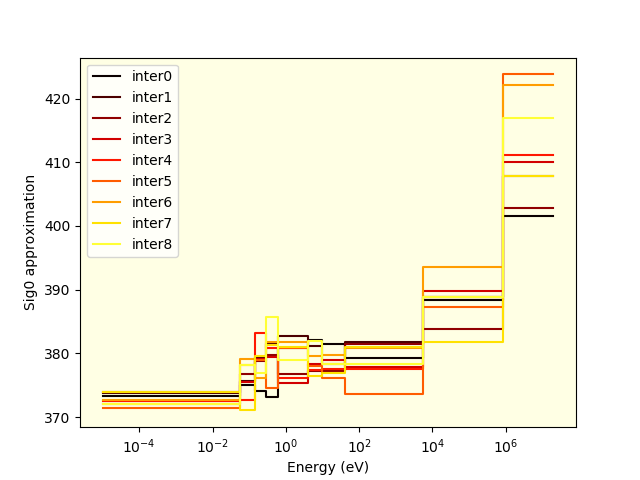 420
410
400
390
380
370
Sig0 approximation
inter0
inter1
inter2
inter3
inter4
inter5
inter6
inter7
inter8
10^-4 10^-2 10^0 10^2 10^4 10^6
Energy (eV)